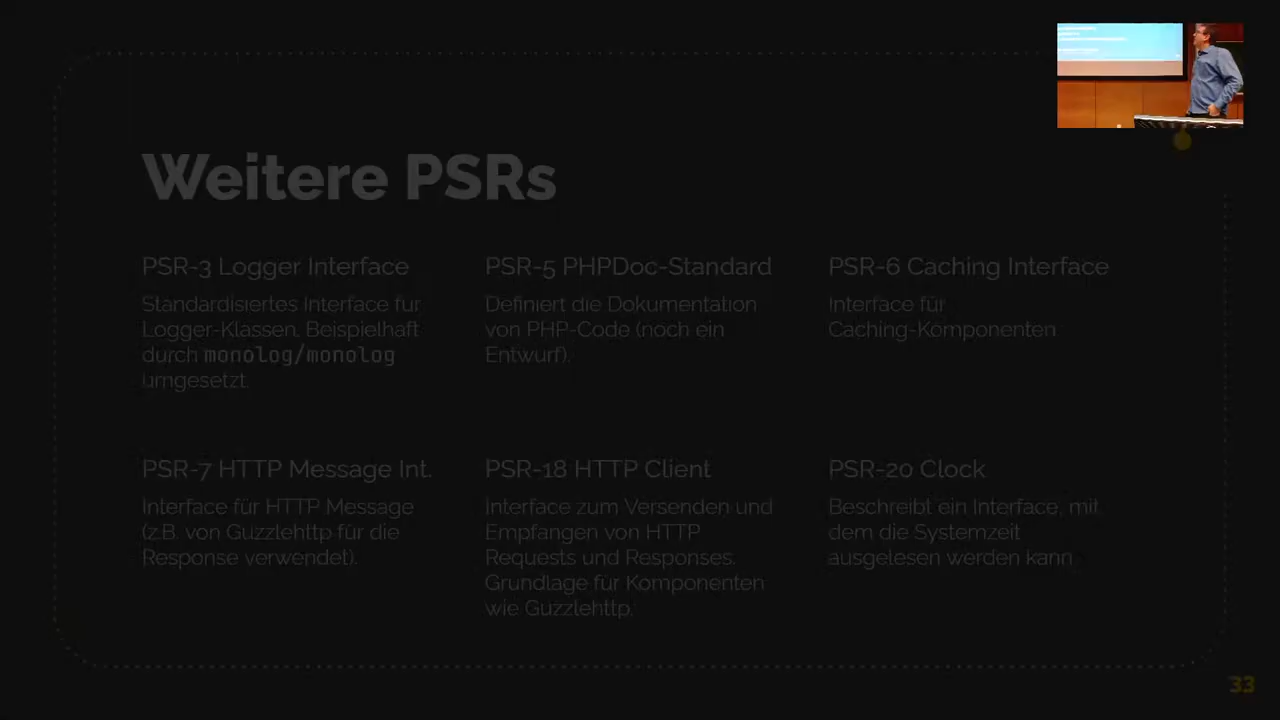 Weitere PSRs
PSR-3 Logger Interface
Standardisiertes Interface für
Logger-Klassen. Beispielhaft
durch monolog/monolog
umgesetzt.
PSR-5 PHPDoc-Standard
Definiert die Dokumentation
von PHP-Code (noch ein
Entwurf).
PSR-6 Caching Interface
Interface für
Caching-Komponenten
PSR-7 HTTP Message Int.
Interface für HTTP Message
(z.B. von Guzzlehttp für die
Response verwendet).
PSR-18 HTTP Client
Interface zum Versenden und
Empfangen von HTTP
Requests und Responses.
Grundlage für Komponenten
wie Guzzlehttp.
PSR-20 Clock
Beschreibt ein Interface, mit
dem die Systemzeit
ausgelesen werden kann
33